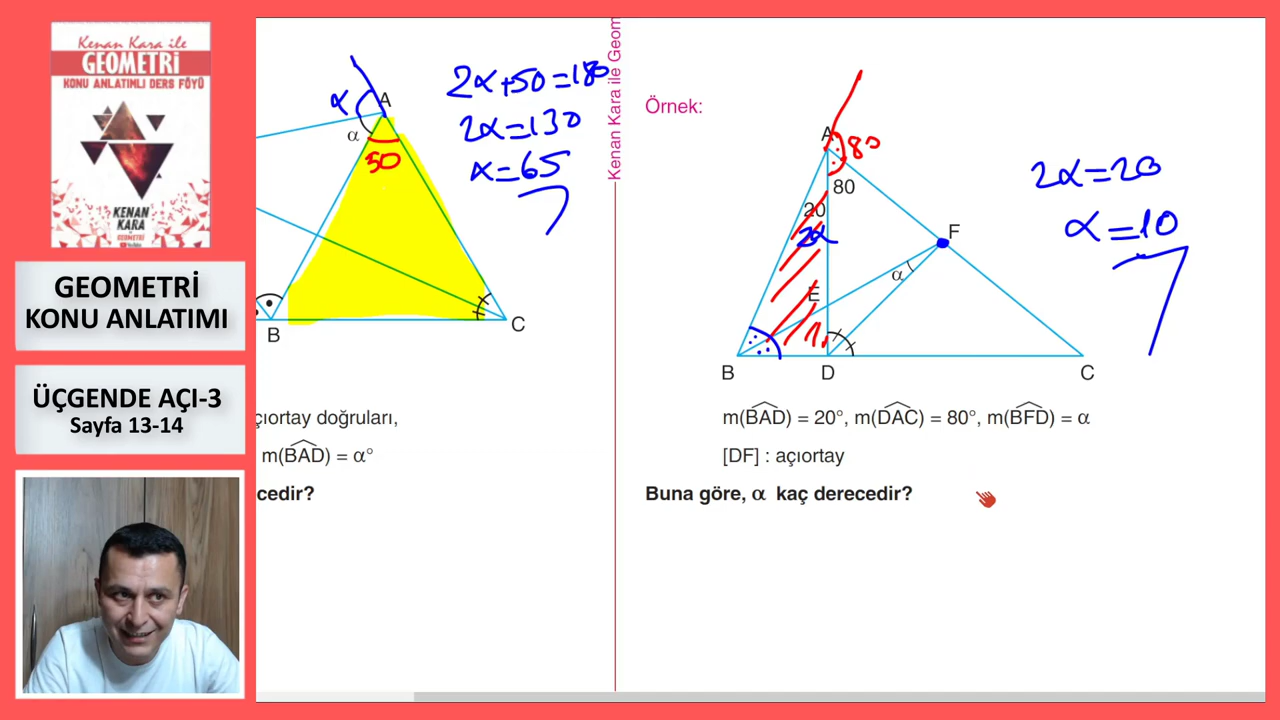 Kenan Kara ile
GEOMETRİ
KONU ANLATIMLI DERS FÖYÜ
KENAN
KARA
GEOMETRİ KONU ANLATIMI
ÜÇGENDE AÇI-3
Sayfa 13-14
α
A
α
50
B
C
2α+50=180
2α=130
α=65
çıortay doğruları,
m(BAD) = α°
cedir?
Kenan Kara ile Geom
Örnek:
A
80
80
20
2α
F
α
E
B
D
C
2α=20
α=10
m(BAD) = 20°, m(DAC) = 80°, m(BFD) = α
[DF] : açıortay
Buna göre, α kaç derecedir?